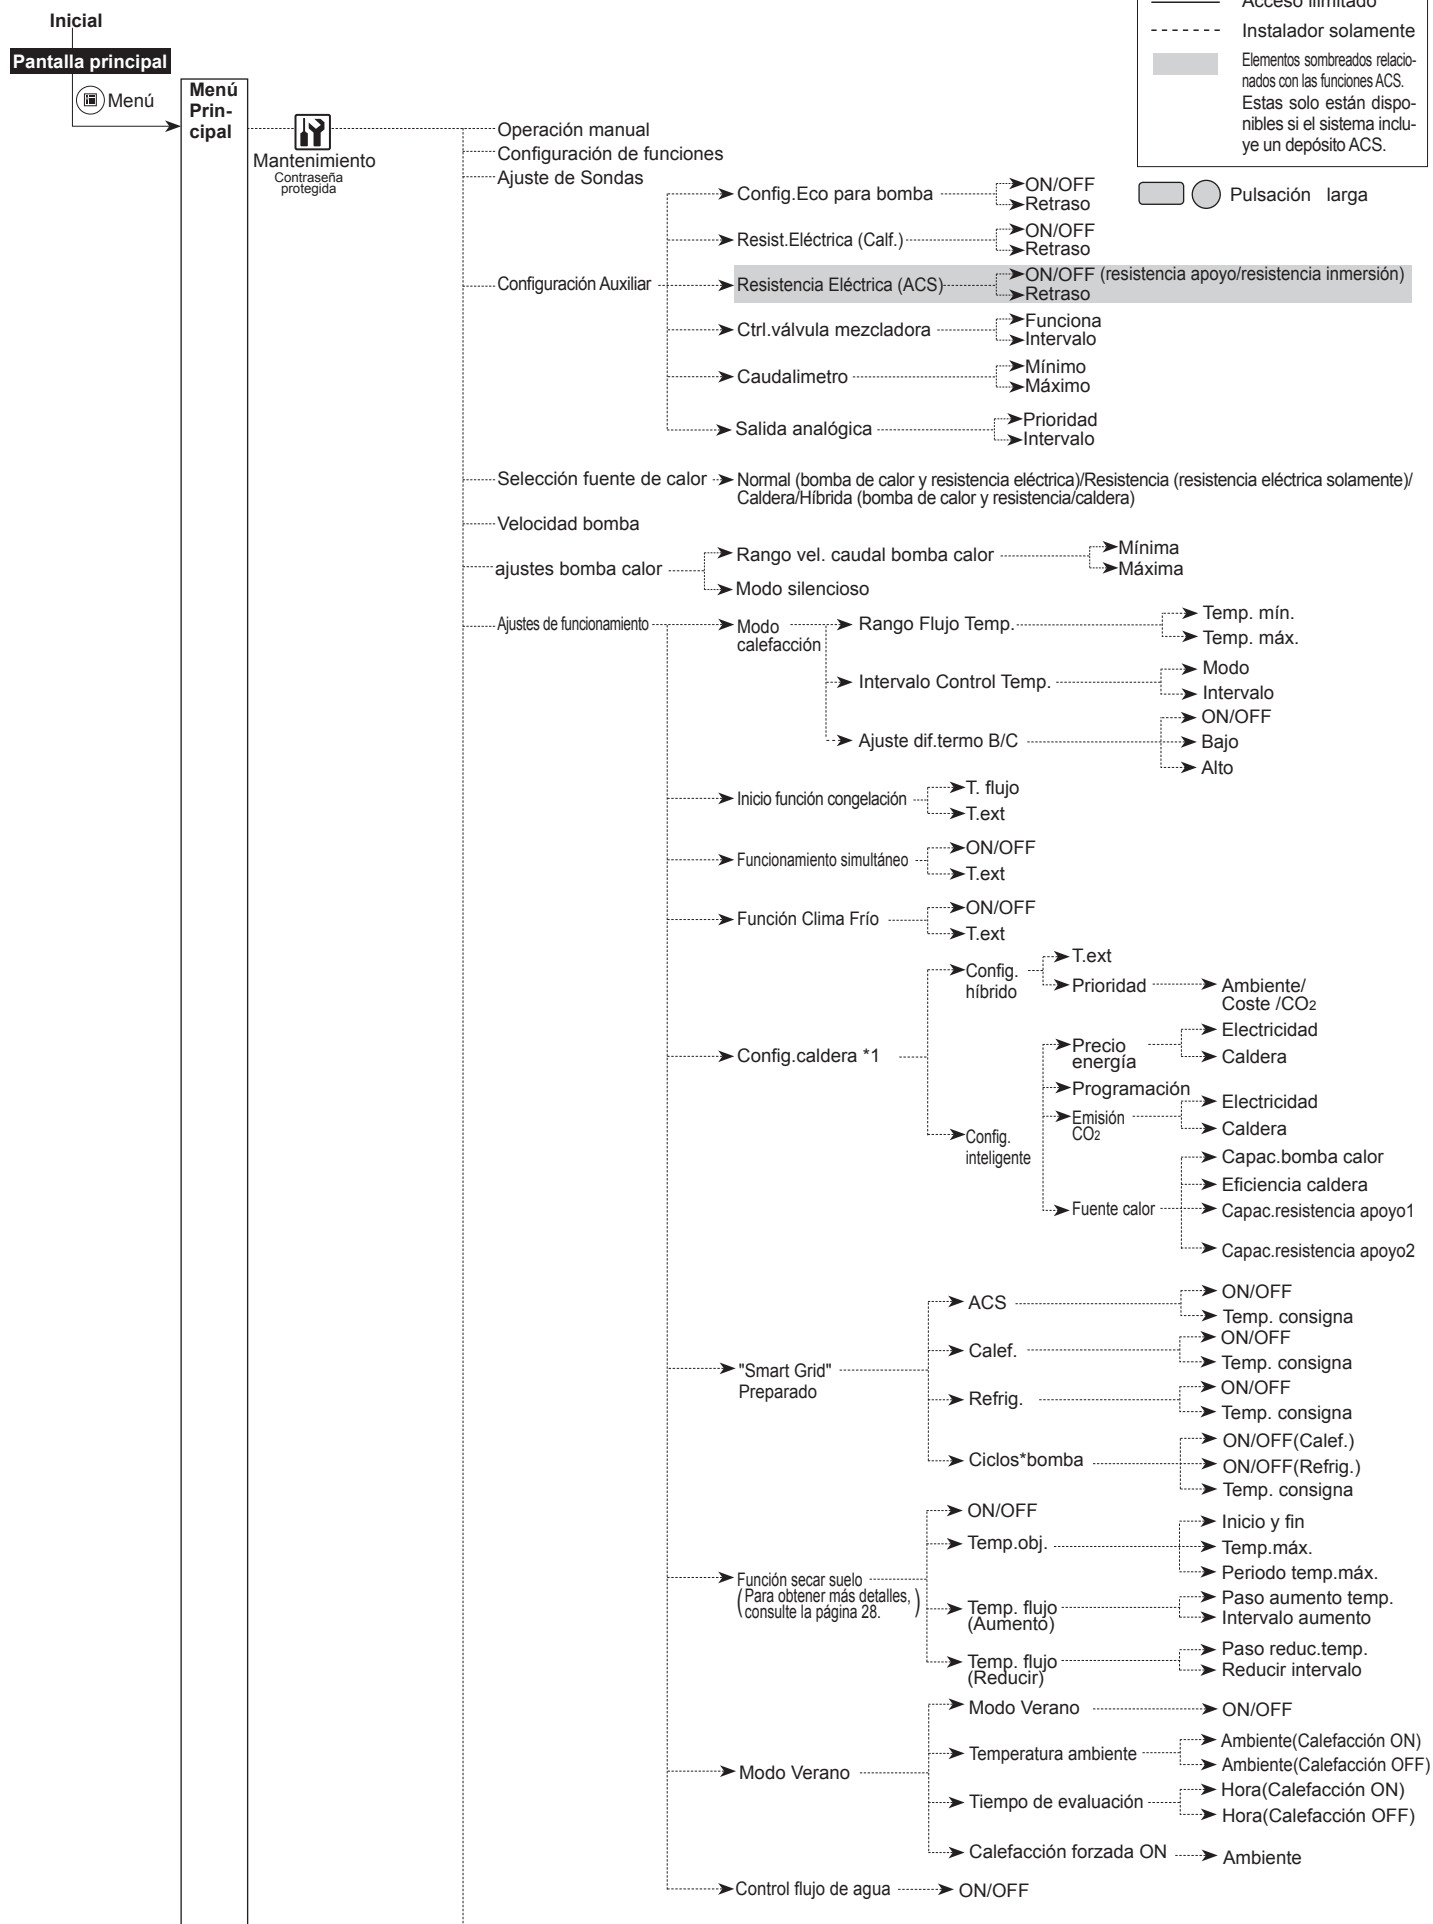 Inicial
Pantalla principal
Menú
Menú
Prin-
cipal
Mantenimiento
Contraseña
protegida
Acceso ilimitado
Instalador solamente
Elementos sombreados relacio-
nados con las funciones ACS.
Estas solo están dispo-
nibles si el sistema inclu-
ye un depósito ACS.
Pulsación larga
Operación manual
Configuración de funciones
Ajuste de Sondas
Configuración Auxiliar
Config.Eco para bomba
ON/OFF
Retraso
Resist.Eléctrica (Calf.)
ON/OFF
Retraso
Resistencia Eléctrica (ACS)
ON/OFF (resistencia apoyo/resistencia inmersión)
Retraso
Ctrl.válvula mezcladora
Funciona
Intervalo
Caudalimetro
Mínimo
Máximo
Salida analógica
Prioridad
Intervalo
Selección fuente de calor
Normal (bomba de calor y resistencia eléctrica)/Resistencia (resistencia eléctrica solamente)/
Caldera/Híbrida (bomba de calor y resistencia/caldera)
Velocidad bomba
ajustes bomba calor
Rango vel. caudal bomba calor
Mínima
Máxima
Modo silencioso
Ajustes de funcionamiento
Modo
calefacción
Rango Flujo Temp.
Temp. mín.
Temp. máx.
Intervalo Control Temp.
Modo
Intervalo
Ajuste dif.termo B/C
ON/OFF
Bajo
Alto
Inicio función congelación
T. flujo
T.ext
Funcionamiento simultáneo
ON/OFF
T.ext
Función Clima Frío
ON/OFF
T.ext
Config.caldera *1
Config.
híbrido
T.ext
Prioridad
Ambiente/
Coste /CO2
Config.
inteligente
Precio
energía
Electricidad
Caldera
Programación
Emisión
CO2
Electricidad
Caldera
Fuente calor
Capac.bomba calor
Eficiencia caldera
Capac.resistencia apoyo1
Capac.resistencia apoyo2
"Smart Grid"
Preparado
ACS
ON/OFF
Temp. consigna
Calef.
ON/OFF
Temp. consigna
Refrig.
ON/OFF
Temp. consigna
Ciclos*bomba
ON/OFF(Calef.)
ON/OFF(Refrig.)
Temp. consigna
Función secar suelo
(Para obtener más detalles,
consulte la página 28.)
ON/OFF
Temp.obj.
Inicio y fin
Temp.máx.
Periodo temp.máx.
Temp. flujo
(Aumento)
Paso aumento temp.
Intervalo aumento
Temp. flujo
(Reducir)
Paso reduc.temp.
Reducir intervalo
Modo Verano
Modo Verano
ON/OFF
Temperatura ambiente
Ambiente(Calefacción ON)
Ambiente(Calefacción OFF)
Tiempo de evaluación
Hora(Calefacción ON)
Hora(Calefacción OFF)
Calefacción forzada ON
Ambiente
Control flujo de agua
ON/OFF